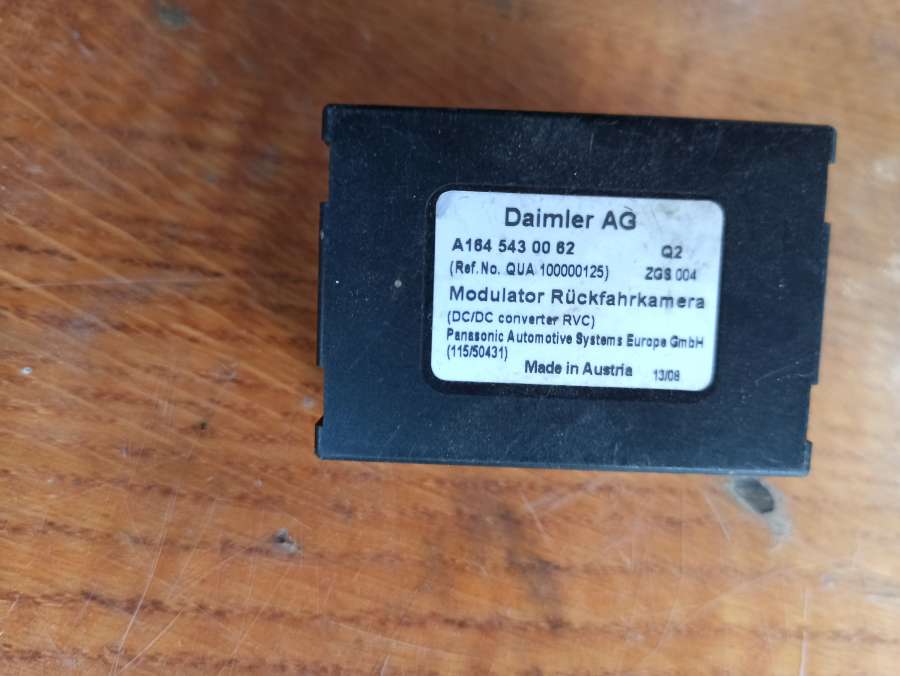 Daimler AG
A164 543 00 62 Q2
(Ref.No. QUA 100000125) ZGS 004
Modulator Rückfahrkamera
(DC/DC converter RVC)
Panasonic Automotive Systems Europe GmbH
(115/50431)
Made in Austria 13/08